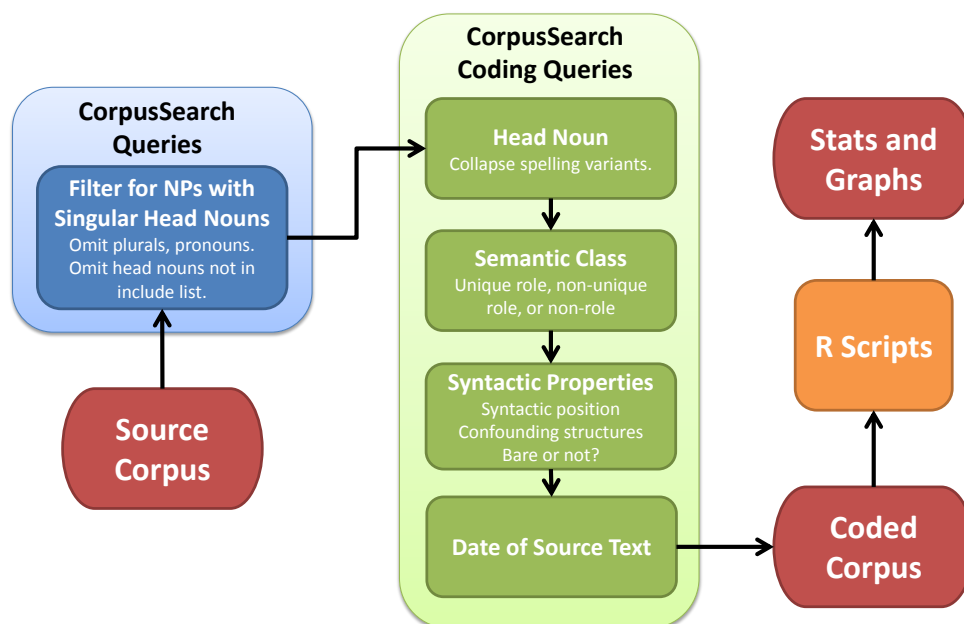 CorpusSearch
Queries
Filter for NPs with
Singular Head Nouns
Omit plurals, pronouns.
Omit head nouns not in
include list.
Source
Corpus
CorpusSearch
Coding Queries
Head Noun
Collapse spelling variants.
Semantic Class
Unique role, non-unique
role, or non-role
Syntactic Properties
Syntactic position
Confounding structures
Bare or not?
Date of Source Text
Stats and
Graphs
R Scripts
Coded
Corpus